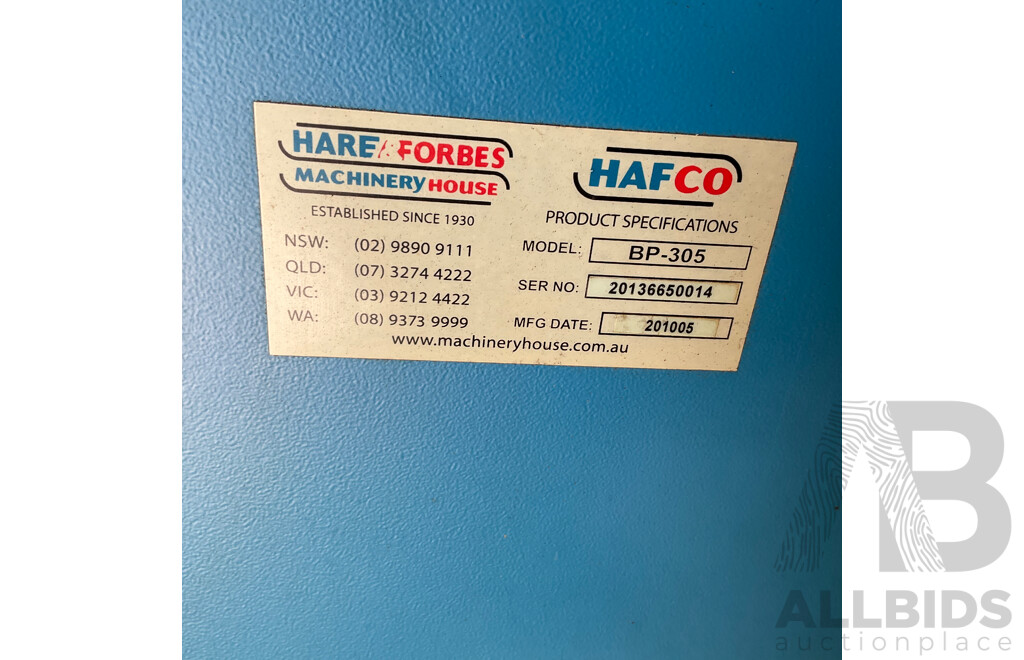 HARE & FORBES
MACHINERYHOUSE
ESTABLISHED SINCE 1930
NSW: (02) 9890 9111
QLD: (07) 3274 4222
VIC: (03) 9212 4422
WA: (08) 9373 9999
HAFCO
PRODUCT SPECIFICATIONS
MODEL: BP-305
SER NO: 20136650014
MFG DATE: 201005
www.machineryhouse.com.au
AB
ALLBIDS
auctionplace